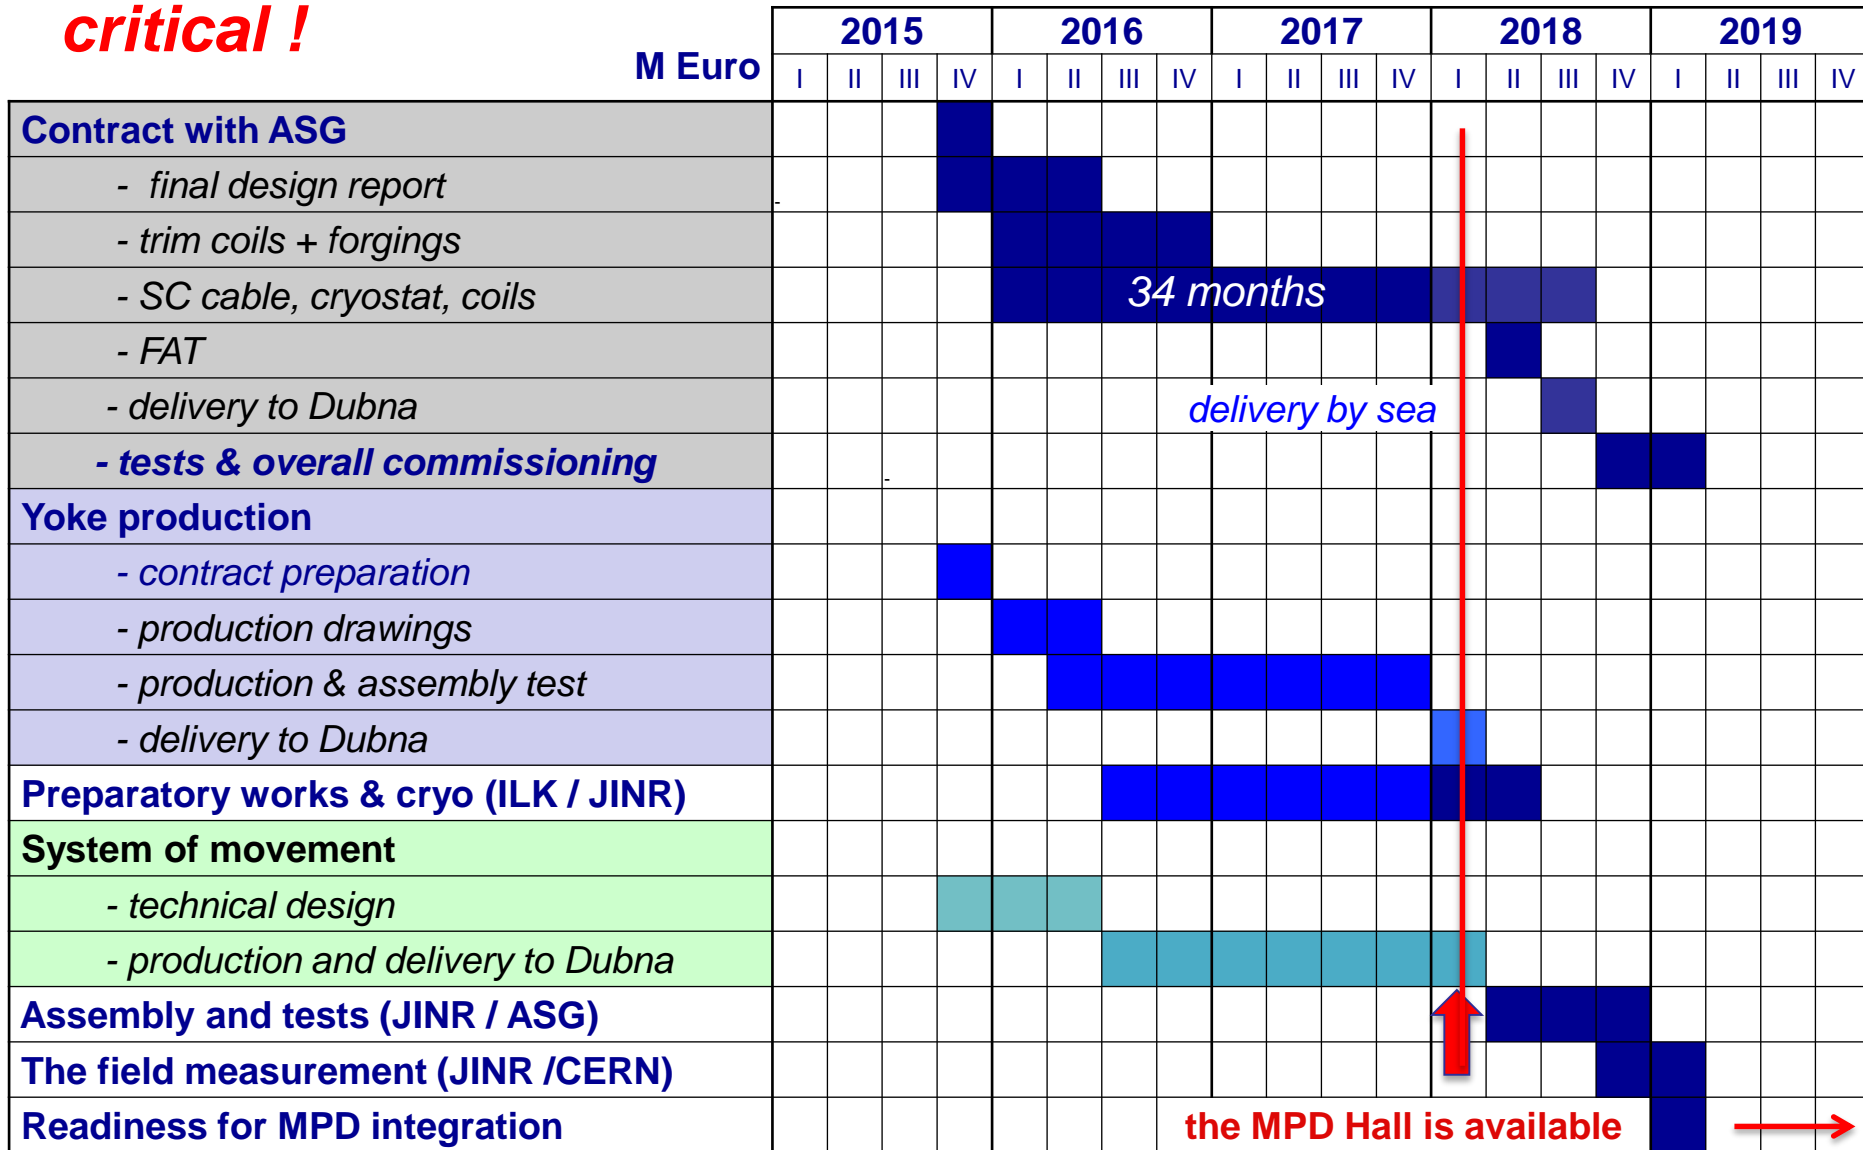 critical !
M Euro
2015 2016 2017 2018 2019
I II III IV I II III IV I II III IV I II III IV I II III IV
Contract with ASG
- final design report
-
- trim coils + forgings
- SC cable, cryostat, coils 34 months
- FAT
- delivery to Dubna delivery by sea
- tests & overall commissioning
-
Yoke production
- contract preparation
- production drawings
- production & assembly test
- delivery to Dubna
Preparatory works & cryo (ILK / JINR)
System of movement
- technical design
- production and delivery to Dubna
Assembly and tests (JINR / ASG)
The field measurement (JINR /CERN)
Readiness for MPD integration the MPD Hall is available